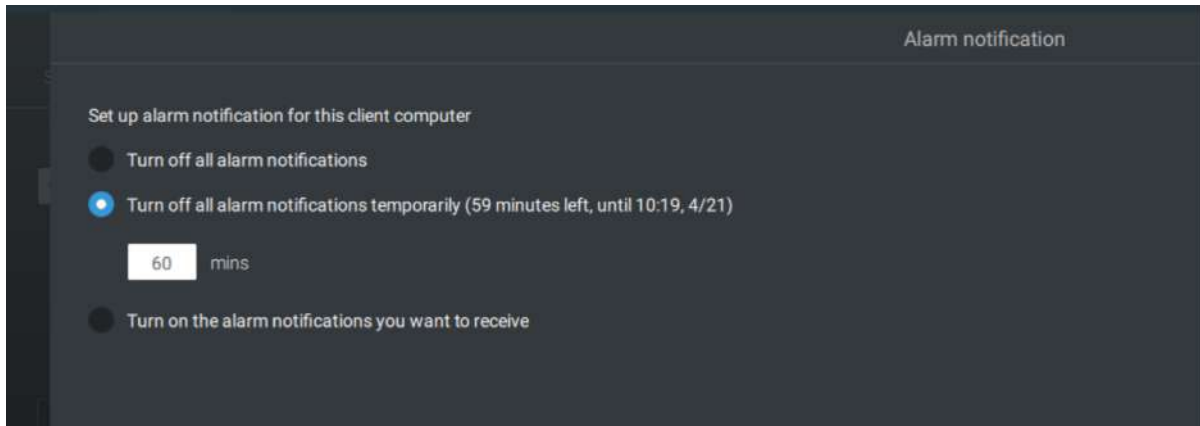 Alarm notification
Set up alarm notification for this client computer
Turn off all alarm notifications
Turn off all alarm notifications temporarily (59 minutes left, until 10:19, 4/21)
60 mins
Turn on the alarm notifications you want to receive